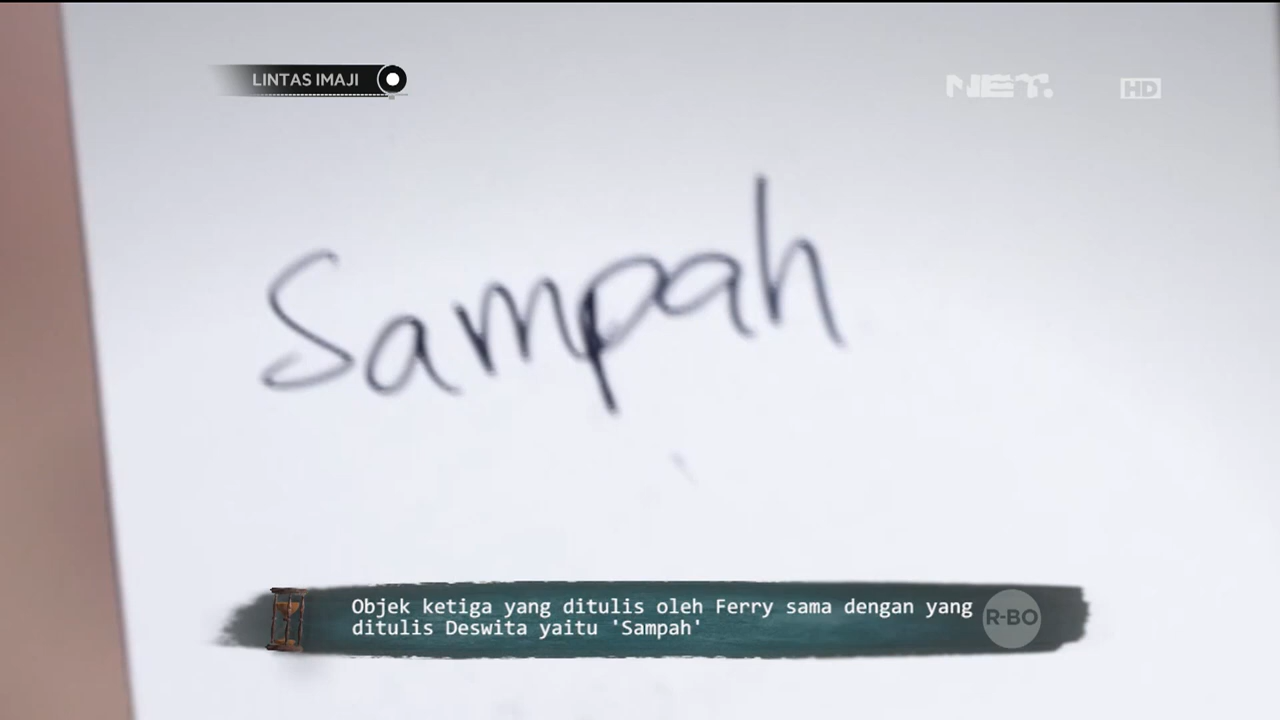 LINTAS IMAJI
NET.
HD
Sampah
Objek ketiga yang ditulis oleh Ferry sama dengan yang
ditulis Deswita yaitu 'Sampah'
R-BO